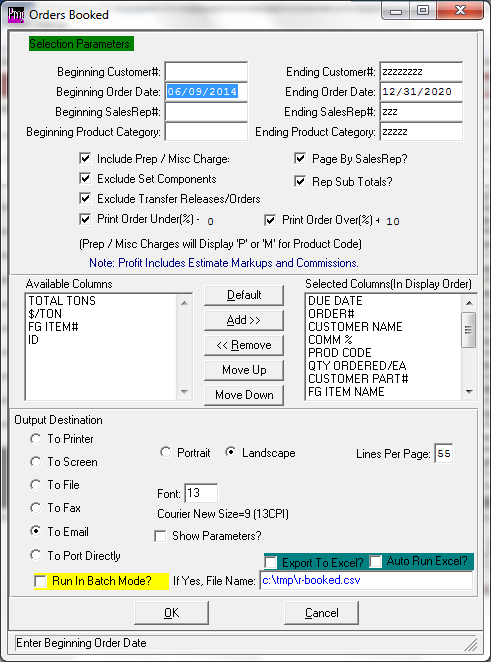 Prog Orders Booked
Selection Parameters
Beginning Customer#: Ending Customer#: zzzzzzzz
Beginning Order Date: 06/09/2014 Ending Order Date: 12/31/2020
Beginning SalesRep#: Ending SalesRep#: zzz
Beginning Product Category: Ending Product Category: zzzzz
Include Prep / Misc Charge: Page By SalesRep?
Exclude Set Components Rep Sub Totals?
Exclude Transfer Releases/Orders
Print Order Under(%) - 0 Print Order Over(%) + 10
(Prep / Misc Charges will Display 'P' or 'M' for Product Code)
Note: Profit Includes Estimate Markups and Commissions.
Available Columns
TOTAL TONS
$/TON
FG ITEM#
ID
Default
Add >>
<< Remove
Move Up
Move Down
Selected Columns(In Display Order)
DUE DATE
ORDER#
CUSTOMER NAME
COMM %
PROD CODE
QTY ORDERED/EA
CUSTOMER PART#
FG ITEM NAME
Output Destination
To Printer
To Screen
To File
To Fax
To Email
To Port Directly
Portrait Landscape Lines Per Page: 55
Font: 13
Courier New Size=9 (13CPI)
Show Parameters?
Export To Excel? Auto Run Excel?
Run In Batch Mode? If Yes, File Name: c:\tmp\r-booked.csv
OK Cancel
Enter Beginning Order Date